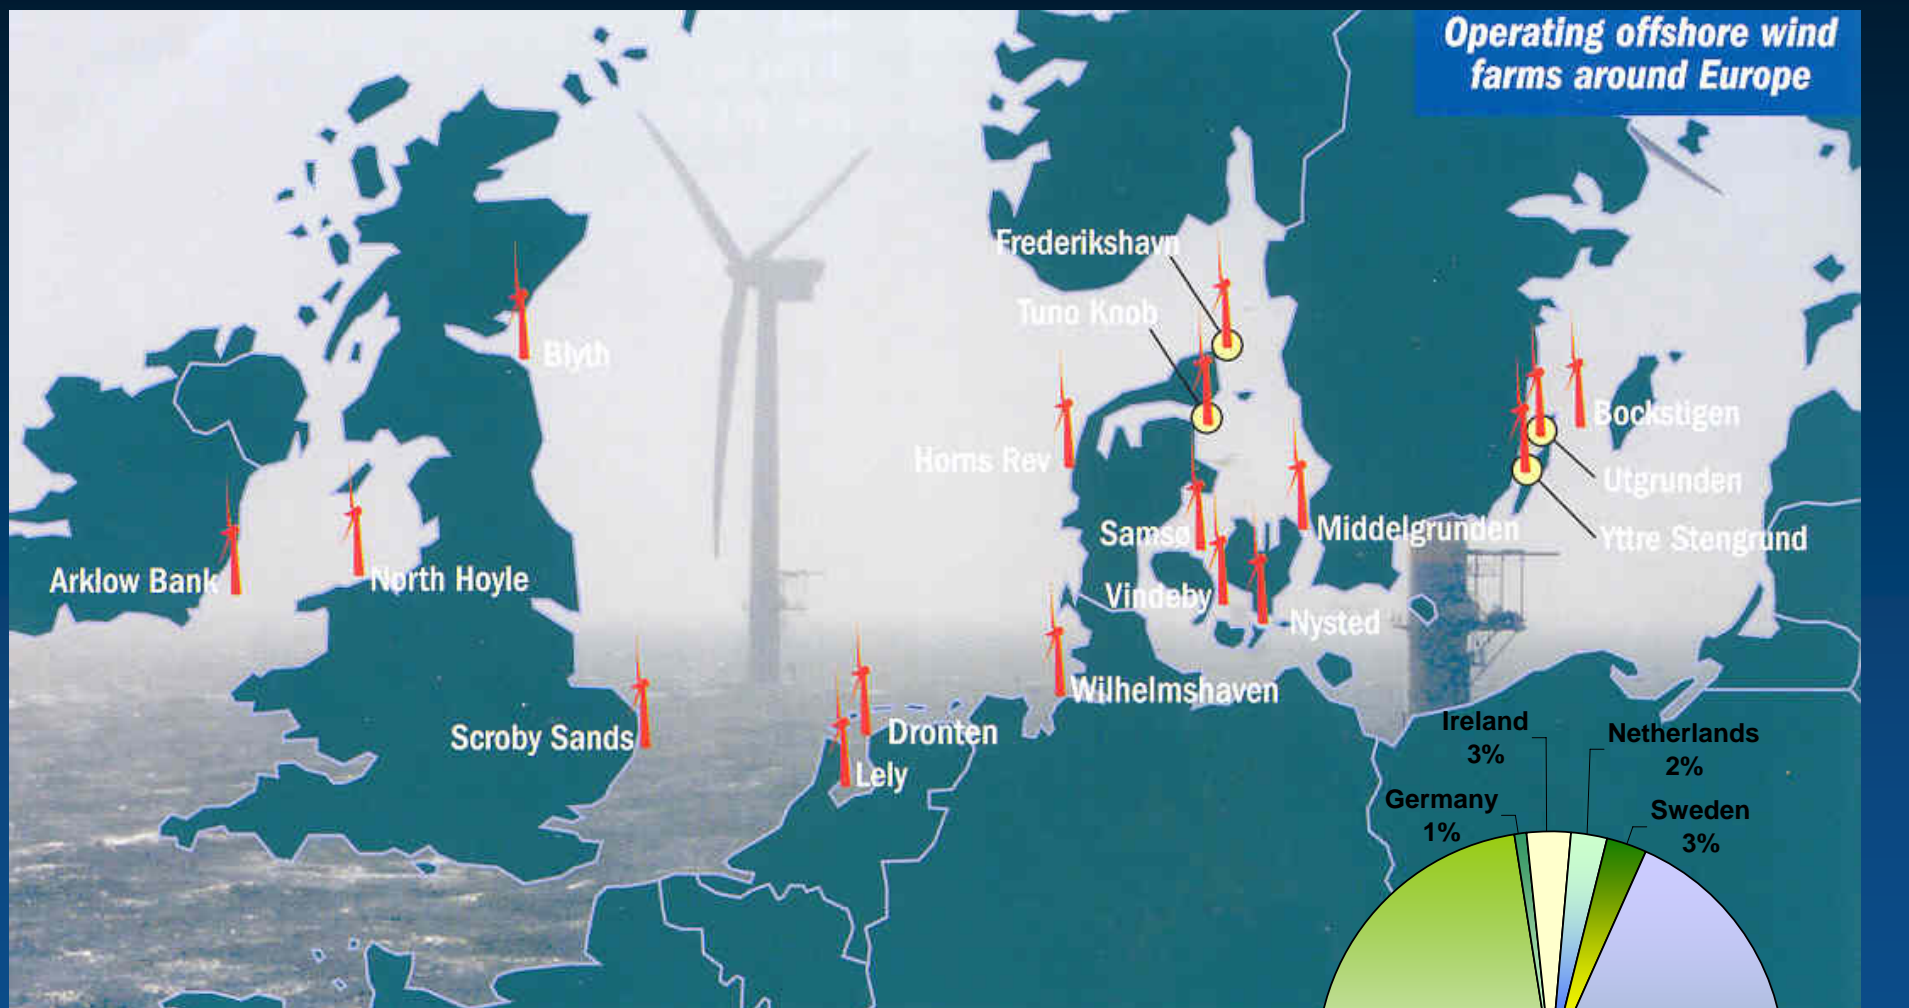 Operating offshore wind
farms around Europe
Frederikshavn
Tuno Knob
Blyth
Horns Rev
Bockstigen
Utgrunden
Samsø
Middelgrunden
Yttre Stengrund
Arklow Bank
North Hoyle
Vindeby
Nysted
Wilhelmshaven
Scroby Sands
Dronten
Lely
Ireland
3%
Netherlands
2%
Germany
1%
Sweden
3%